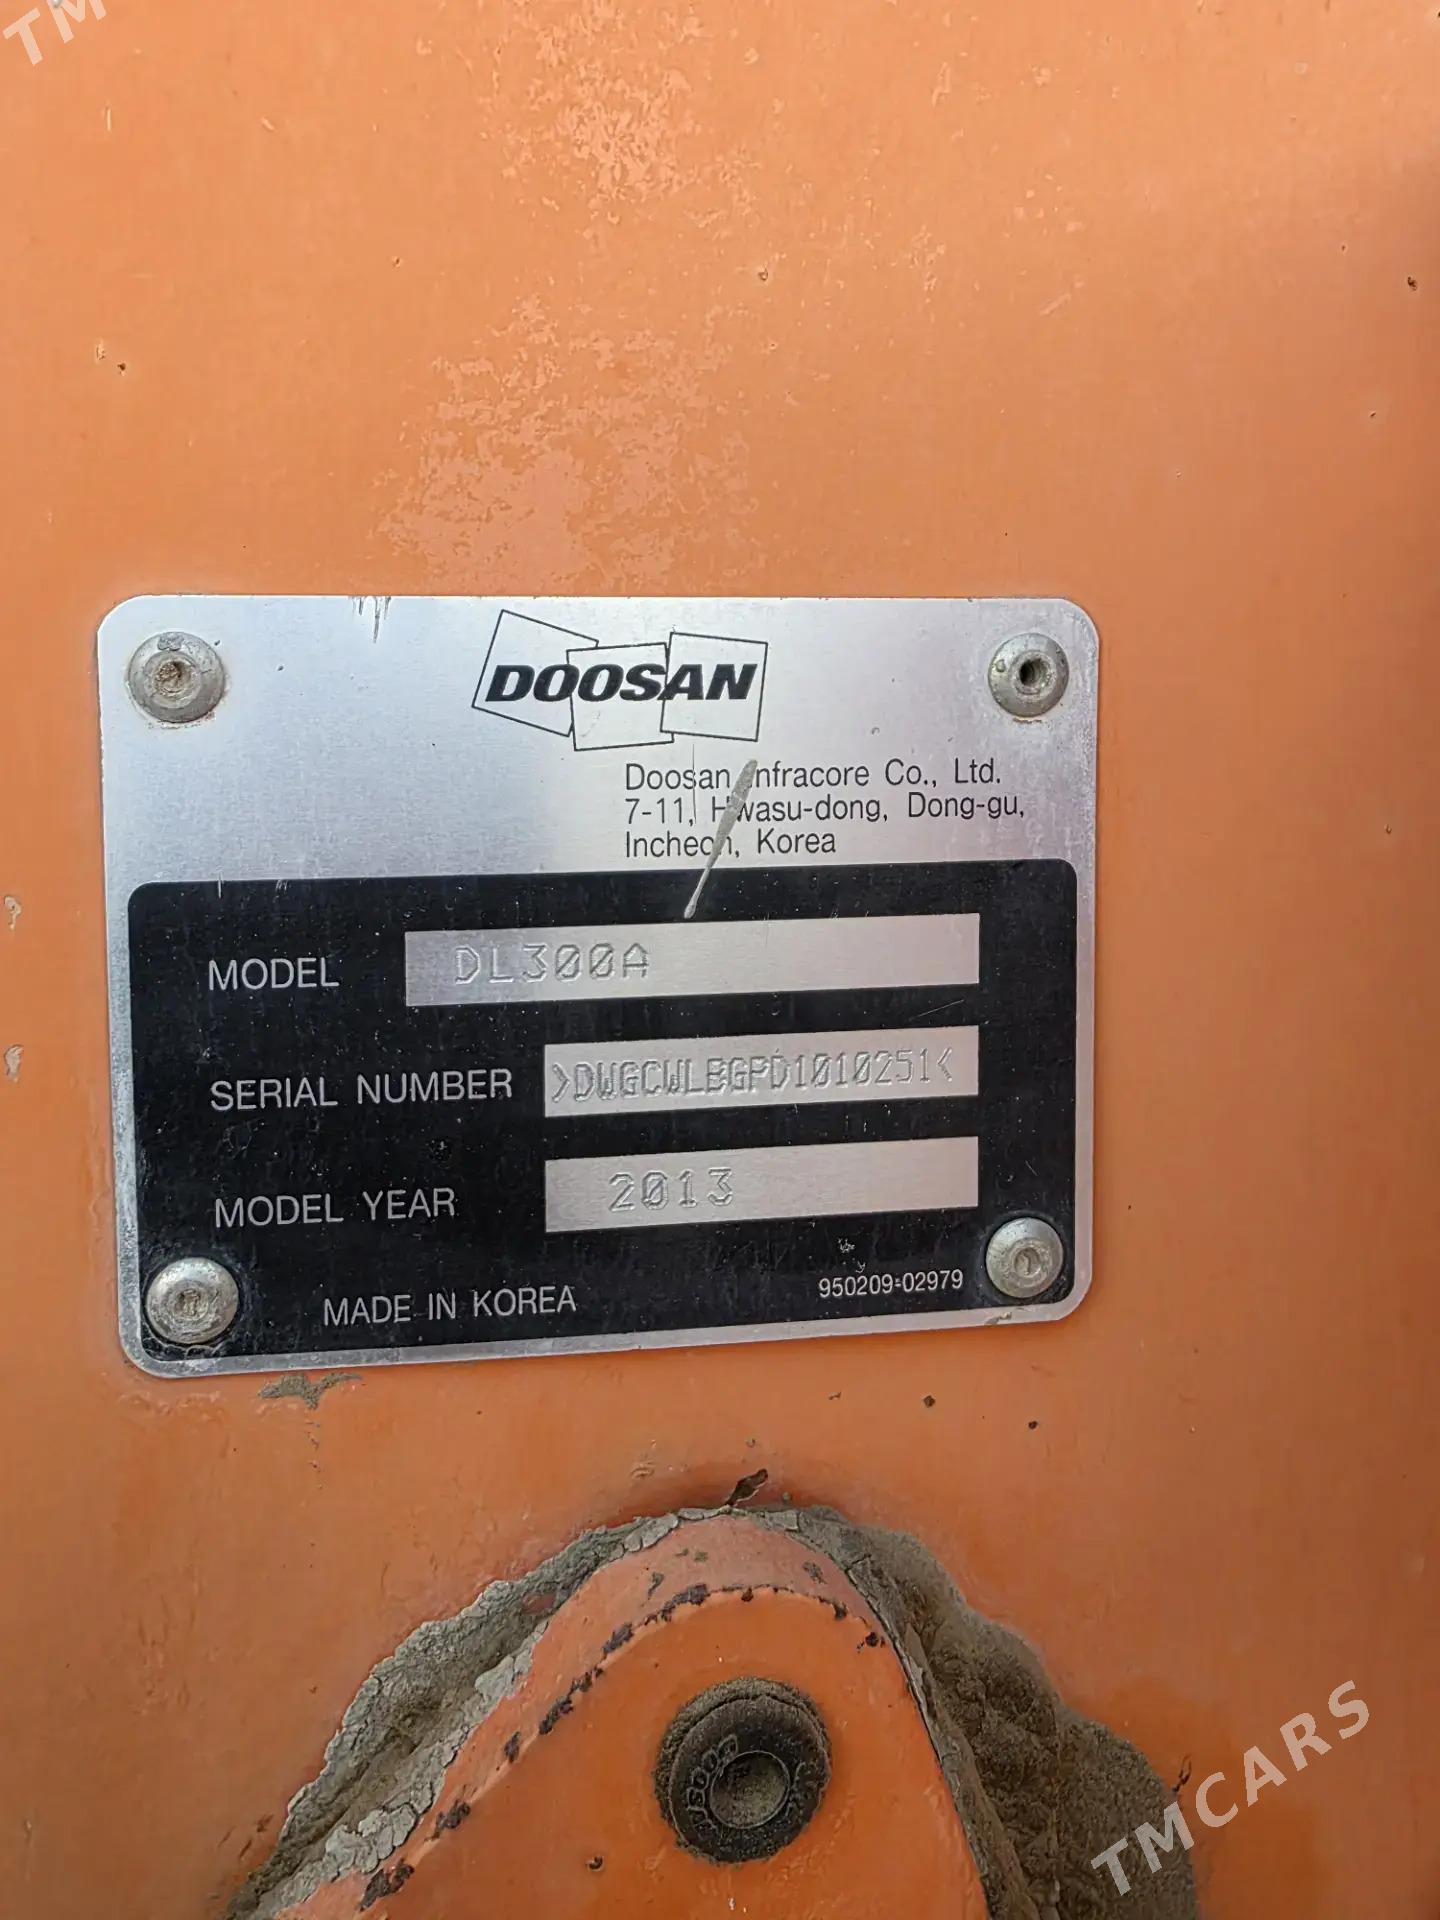 TM
DOOSAN
Doosan Infracore Co., Ltd.
7-11, Hwasu-dong, Dong-gu,
Incheon, Korea
MODEL DL300A
SERIAL NUMBER >DWGCWLBGPD1010251<
MODEL YEAR 2013
MADE IN KOREA 950209-02979
TMCARS